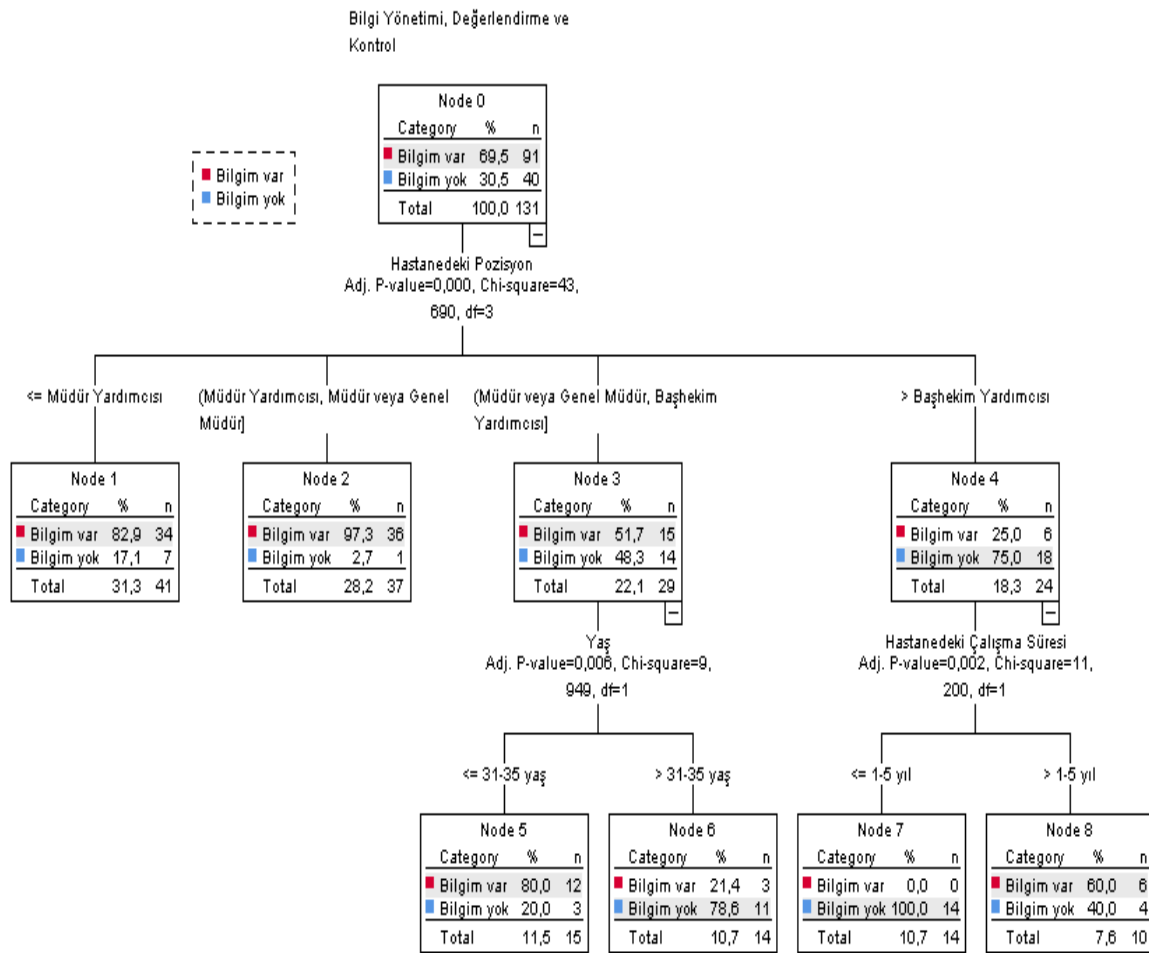 Bilgi Yönetimi, Değerlendirme ve
Kontrol
Node 0
Category % n
Bilgim var 69,5 91
Bilgim yok 30,5 40
Total 100,0 131
Bilgim var
Bilgim yok
Hastanedeki Pozisyon
Adj. P-value=0,000, Chi-square=43,
690, df=3
<= Müdür Yardımcısı
(Müdür Yardımcısı, Müdür veya Genel
Müdür]
(Müdür veya Genel Müdür, Başhekim
Yardımcısı]
> Başhekim Yardımcısı
Node 1
Category % n
Bilgim var 82,9 34
Bilgim yok 17,1 7
Total 31,3 41
Node 2
Category % n
Bilgim var 97,3 36
Bilgim yok 2,7 1
Total 28,2 37
Node 3
Category % n
Bilgim var 51,7 15
Bilgim yok 48,3 14
Total 22,1 29
Node 4
Category % n
Bilgim var 25,0 6
Bilgim yok 75,0 18
Total 18,3 24
Yaş
Adj. P-value=0,006, Chi-square=9,
949, df=1
Hastanedeki Çalışma Süresi
Adj. P-value=0,002, Chi-square=11,
200, df=1
<= 31-35 yaş
> 31-35 yaş
<= 1-5 yıl
> 1-5 yıl
Node 5
Category % n
Bilgim var 80,0 12
Bilgim yok 20,0 3
Total 11,5 15
Node 6
Category % n
Bilgim var 21,4 3
Bilgim yok 78,6 11
Total 10,7 14
Node 7
Category % n
Bilgim var 0,0 0
Bilgim yok 100,0 14
Total 10,7 14
Node 8
Category % n
Bilgim var 60,0 6
Bilgim yok 40,0 4
Total 7,6 10